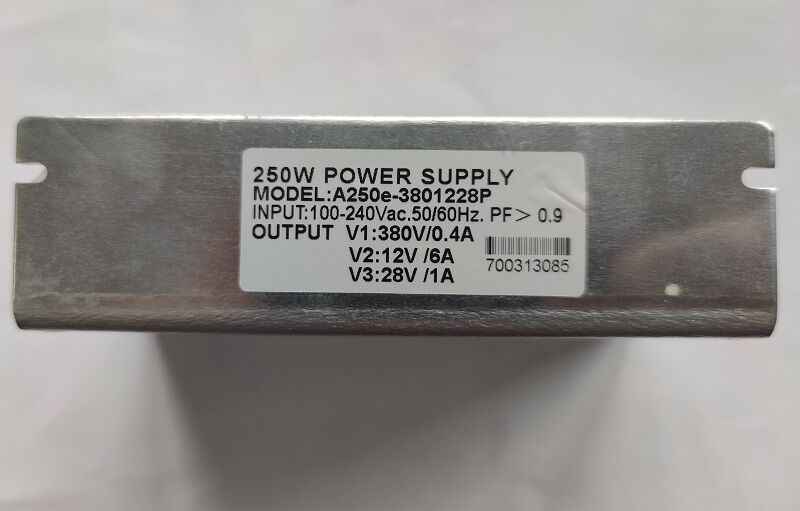 250W POWER SUPPLY
MODEL:A250e-3801228P
INPUT:100-240Vac.50/60Hz. PF＞0.9
OUTPUT V1:380V/0.4A
V2:12V /6A
V3:28V /1A
700313085